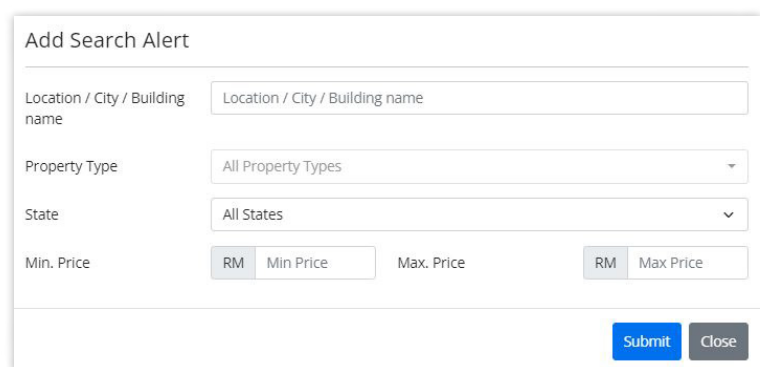 Add Search Alert
Location / City / Building
name
Location / City / Building name
Property Type
All Property Types
State
All States
Min. Price
RM Min Price
Max. Price
RM Max Price
Submit
Close